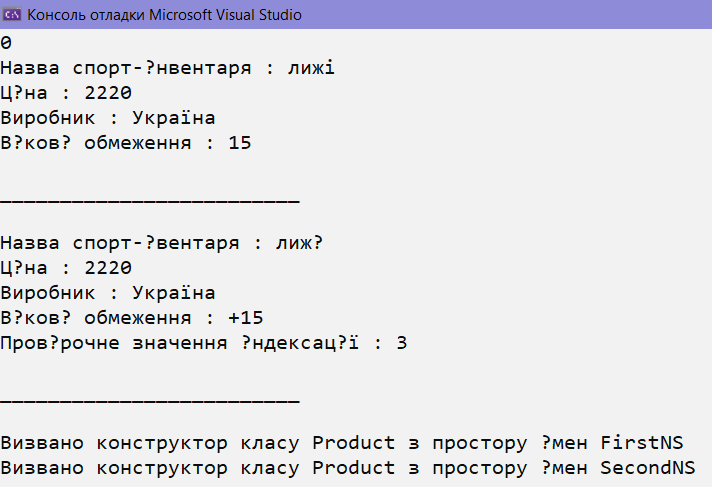 Консоль отладки Microsoft Visual Studio
0
Назва спорт-?нвентаря : лижі
Ц?на : 2220
Виробник : Україна
В?ков? обмеження : 15
_________________________
Назва спорт-?вентаря : лиж?
Ц?на : 2220
Виробник : Україна
В?ков? обмеження : +15
Пров?рочне значення ?ндексац?ї : 3
_________________________
Визвано конструктор класу Product з простору ?мен FirstNS
Визвано конструктор класу Product з простору ?мен SecondNS